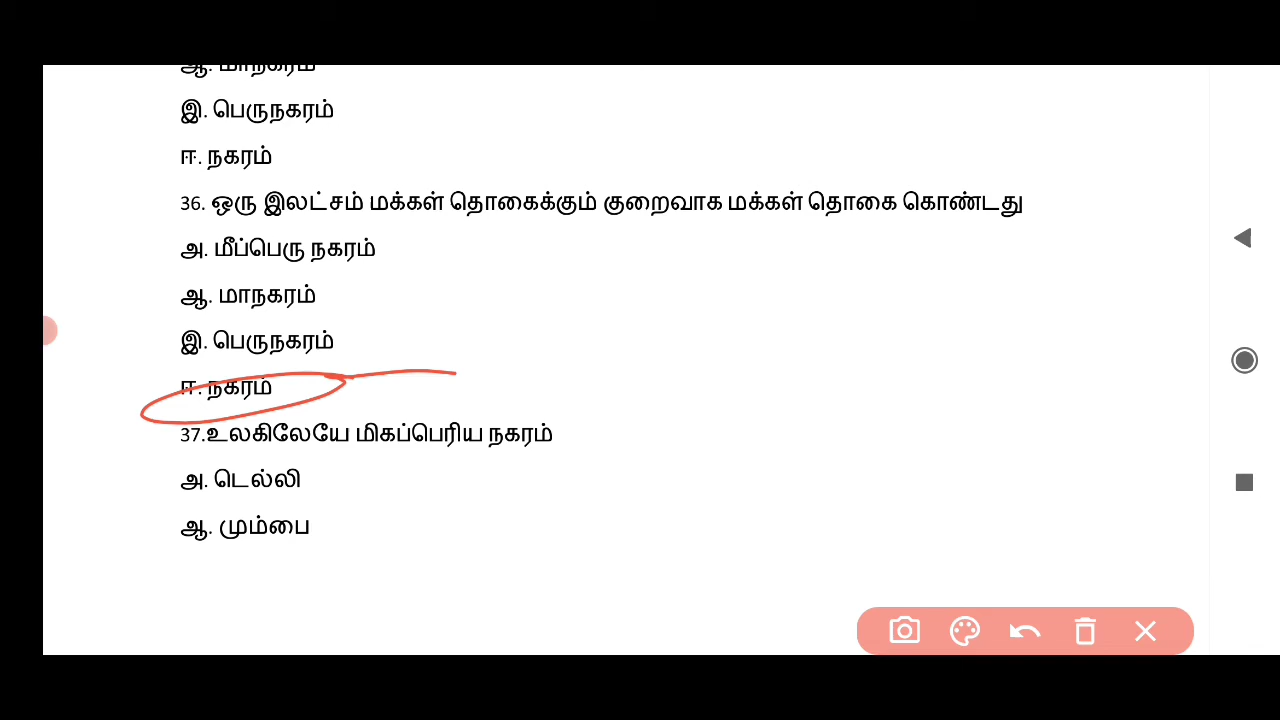 ஆ. மாநகரம்
இ. பெருநகரம்
ஈ. நகரம்
36. ஒரு இலட்சம் மக்கள் தொகைக்கும் குறைவாக மக்கள் தொகை கொண்டது
அ. மீப்பெரு நகரம்
ஆ. மாநகரம்
இ. பெருநகரம்
ஈ. நகரம்
37.உலகிலேயே மிகப்பெரிய நகரம்
அ. டெல்லி
ஆ. மும்பை